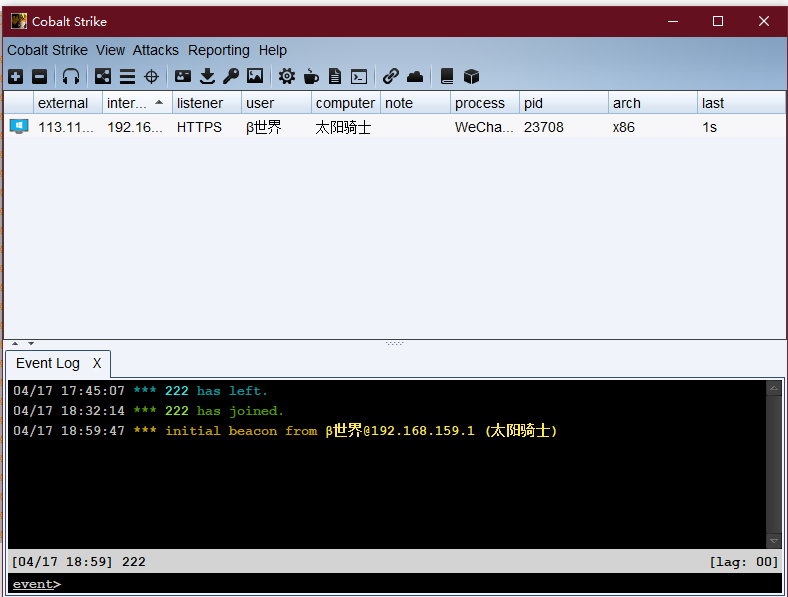 Cobalt Strike
Cobalt Strike View Attacks Reporting Help
external inter... listener user computer note process pid arch last
113.11... 192.16... HTTPS β世界 太阳骑士 WeCha... 23708 x86 1s
Event Log X
04/17 17:45:07 *** 222 has left.
04/17 18:32:14 *** 222 has joined.
04/17 18:59:47 *** initial beacon from β世界@192.168.159.1 (太阳骑士)
[04/17 18:59] 222 [lag: 00]
event>